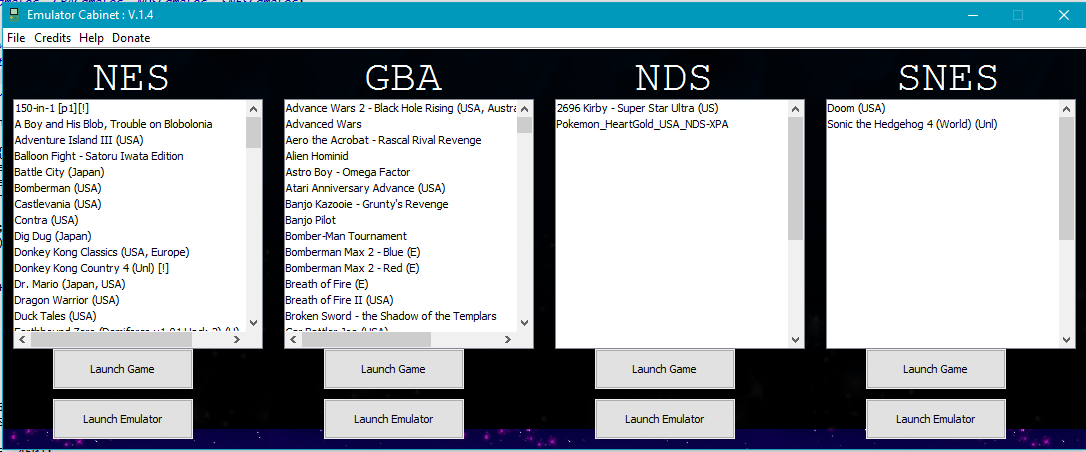 Emulator Cabinet : V.1.4
File Credits Help Donate
NES
150-in-1 [p1][!]
A Boy and His Blob, Trouble on Blobolonia
Adventure Island III (USA)
Balloon Fight - Satoru Iwata Edition
Battle City (Japan)
Bomberman (USA)
Castlevania (USA)
Contra (USA)
Dig Dug (Japan)
Donkey Kong Classics (USA, Europe)
Donkey Kong Country 4 (Unl) [!]
Dr. Mario (Japan, USA)
Dragon Warrior (USA)
Duck Tales (USA)
Launch Game
Launch Emulator
GBA
Advance Wars 2 - Black Hole Rising (USA, Austra
Advanced Wars
Aero the Acrobat - Rascal Rival Revenge
Alien Hominid
Astro Boy - Omega Factor
Atari Anniversary Advance (USA)
Banjo Kazooie - Grunty's Revenge
Banjo Pilot
Bomber-Man Tournament
Bomberman Max 2 - Blue (E)
Bomberman Max 2 - Red (E)
Breath of Fire (E)
Breath of Fire II (USA)
Broken Sword - the Shadow of the Templars
Launch Game
Launch Emulator
NDS
2696 Kirby - Super Star Ultra (US)
Pokemon_HeartGold_USA_NDS-XPA
Launch Game
Launch Emulator
SNES
Doom (USA)
Sonic the Hedgehog 4 (World) (Unl)
Launch Game
Launch Emulator